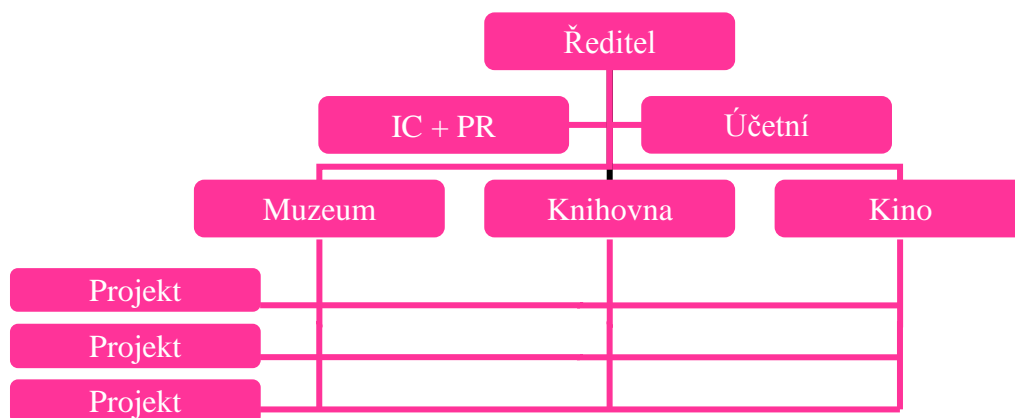 Ředitel
IC + PR
Účetní
Muzeum
Knihovna
Kino
Projekt
Projekt
Projekt